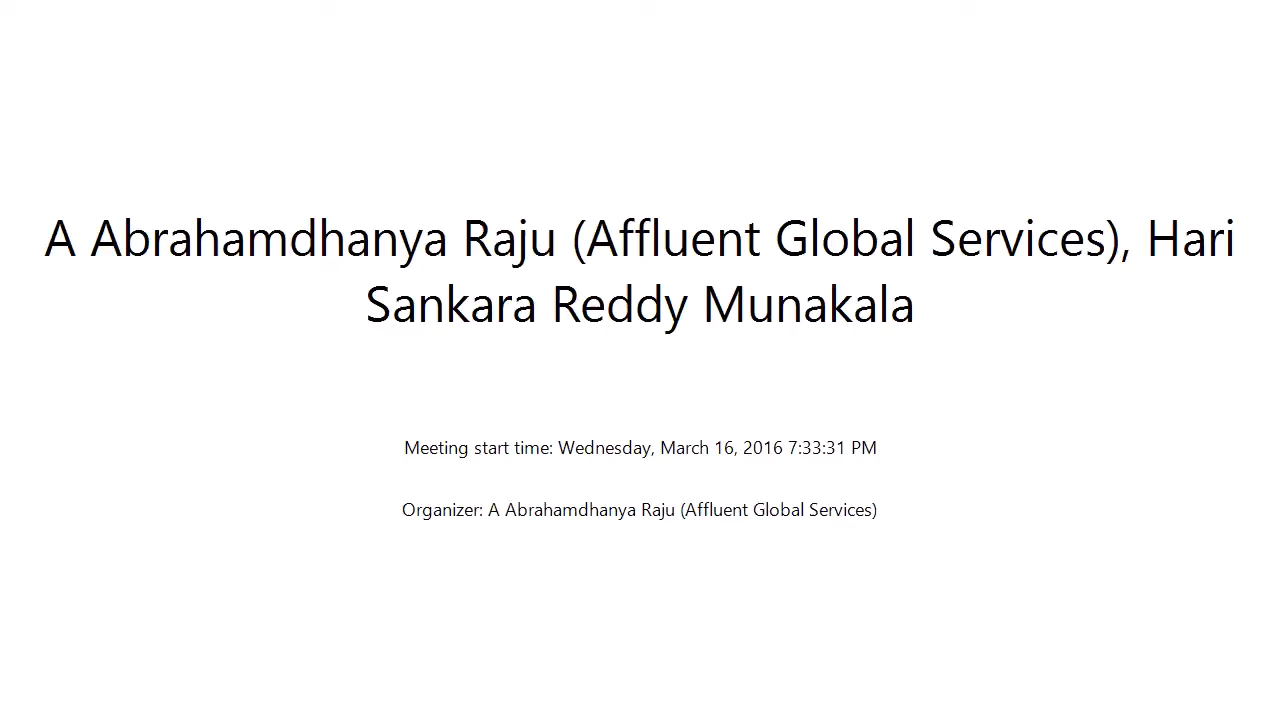 A Abrahamdhanya Raju (Affluent Global Services), Hari
Sankara Reddy Munakala
Meeting start time: Wednesday, March 16, 2016 7:33:31 PM
Organizer: A Abrahamdhanya Raju (Affluent Global Services)